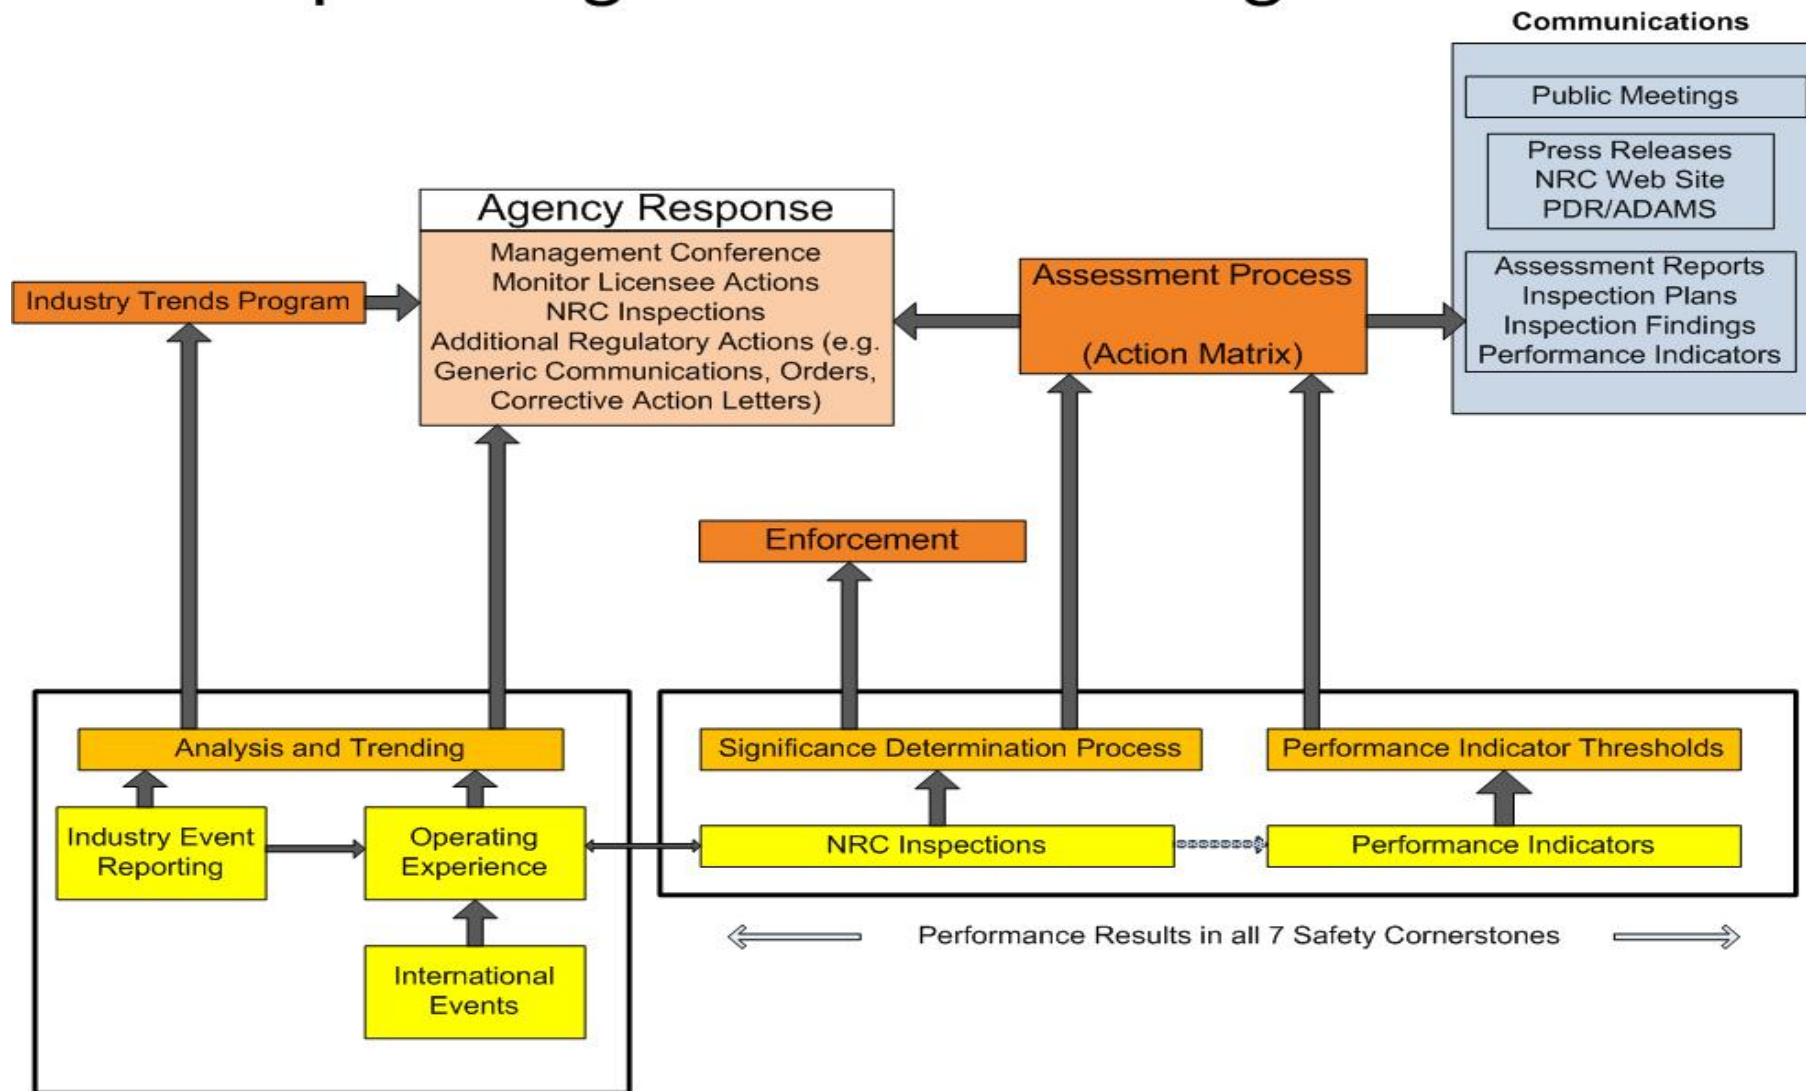 Communications
Public Meetings
Press Releases
NRC Web Site
PDR/ADAMS
Assessment Reports
Inspection Plans
Inspection Findings
Performance Indicators
Agency Response
Management Conference
Monitor Licensee Actions
NRC Inspections
Additional Regulatory Actions (e.g.
Generic Communications, Orders,
Corrective Action Letters)
Industry Trends Program
Assessment Process
(Action Matrix)
Enforcement
Analysis and Trending
Significance Determination Process
Performance Indicator Thresholds
Industry Event
Reporting
Operating
Experience
NRC Inspections
Performance Indicators
International
Events
Performance Results in all 7 Safety Cornerstones